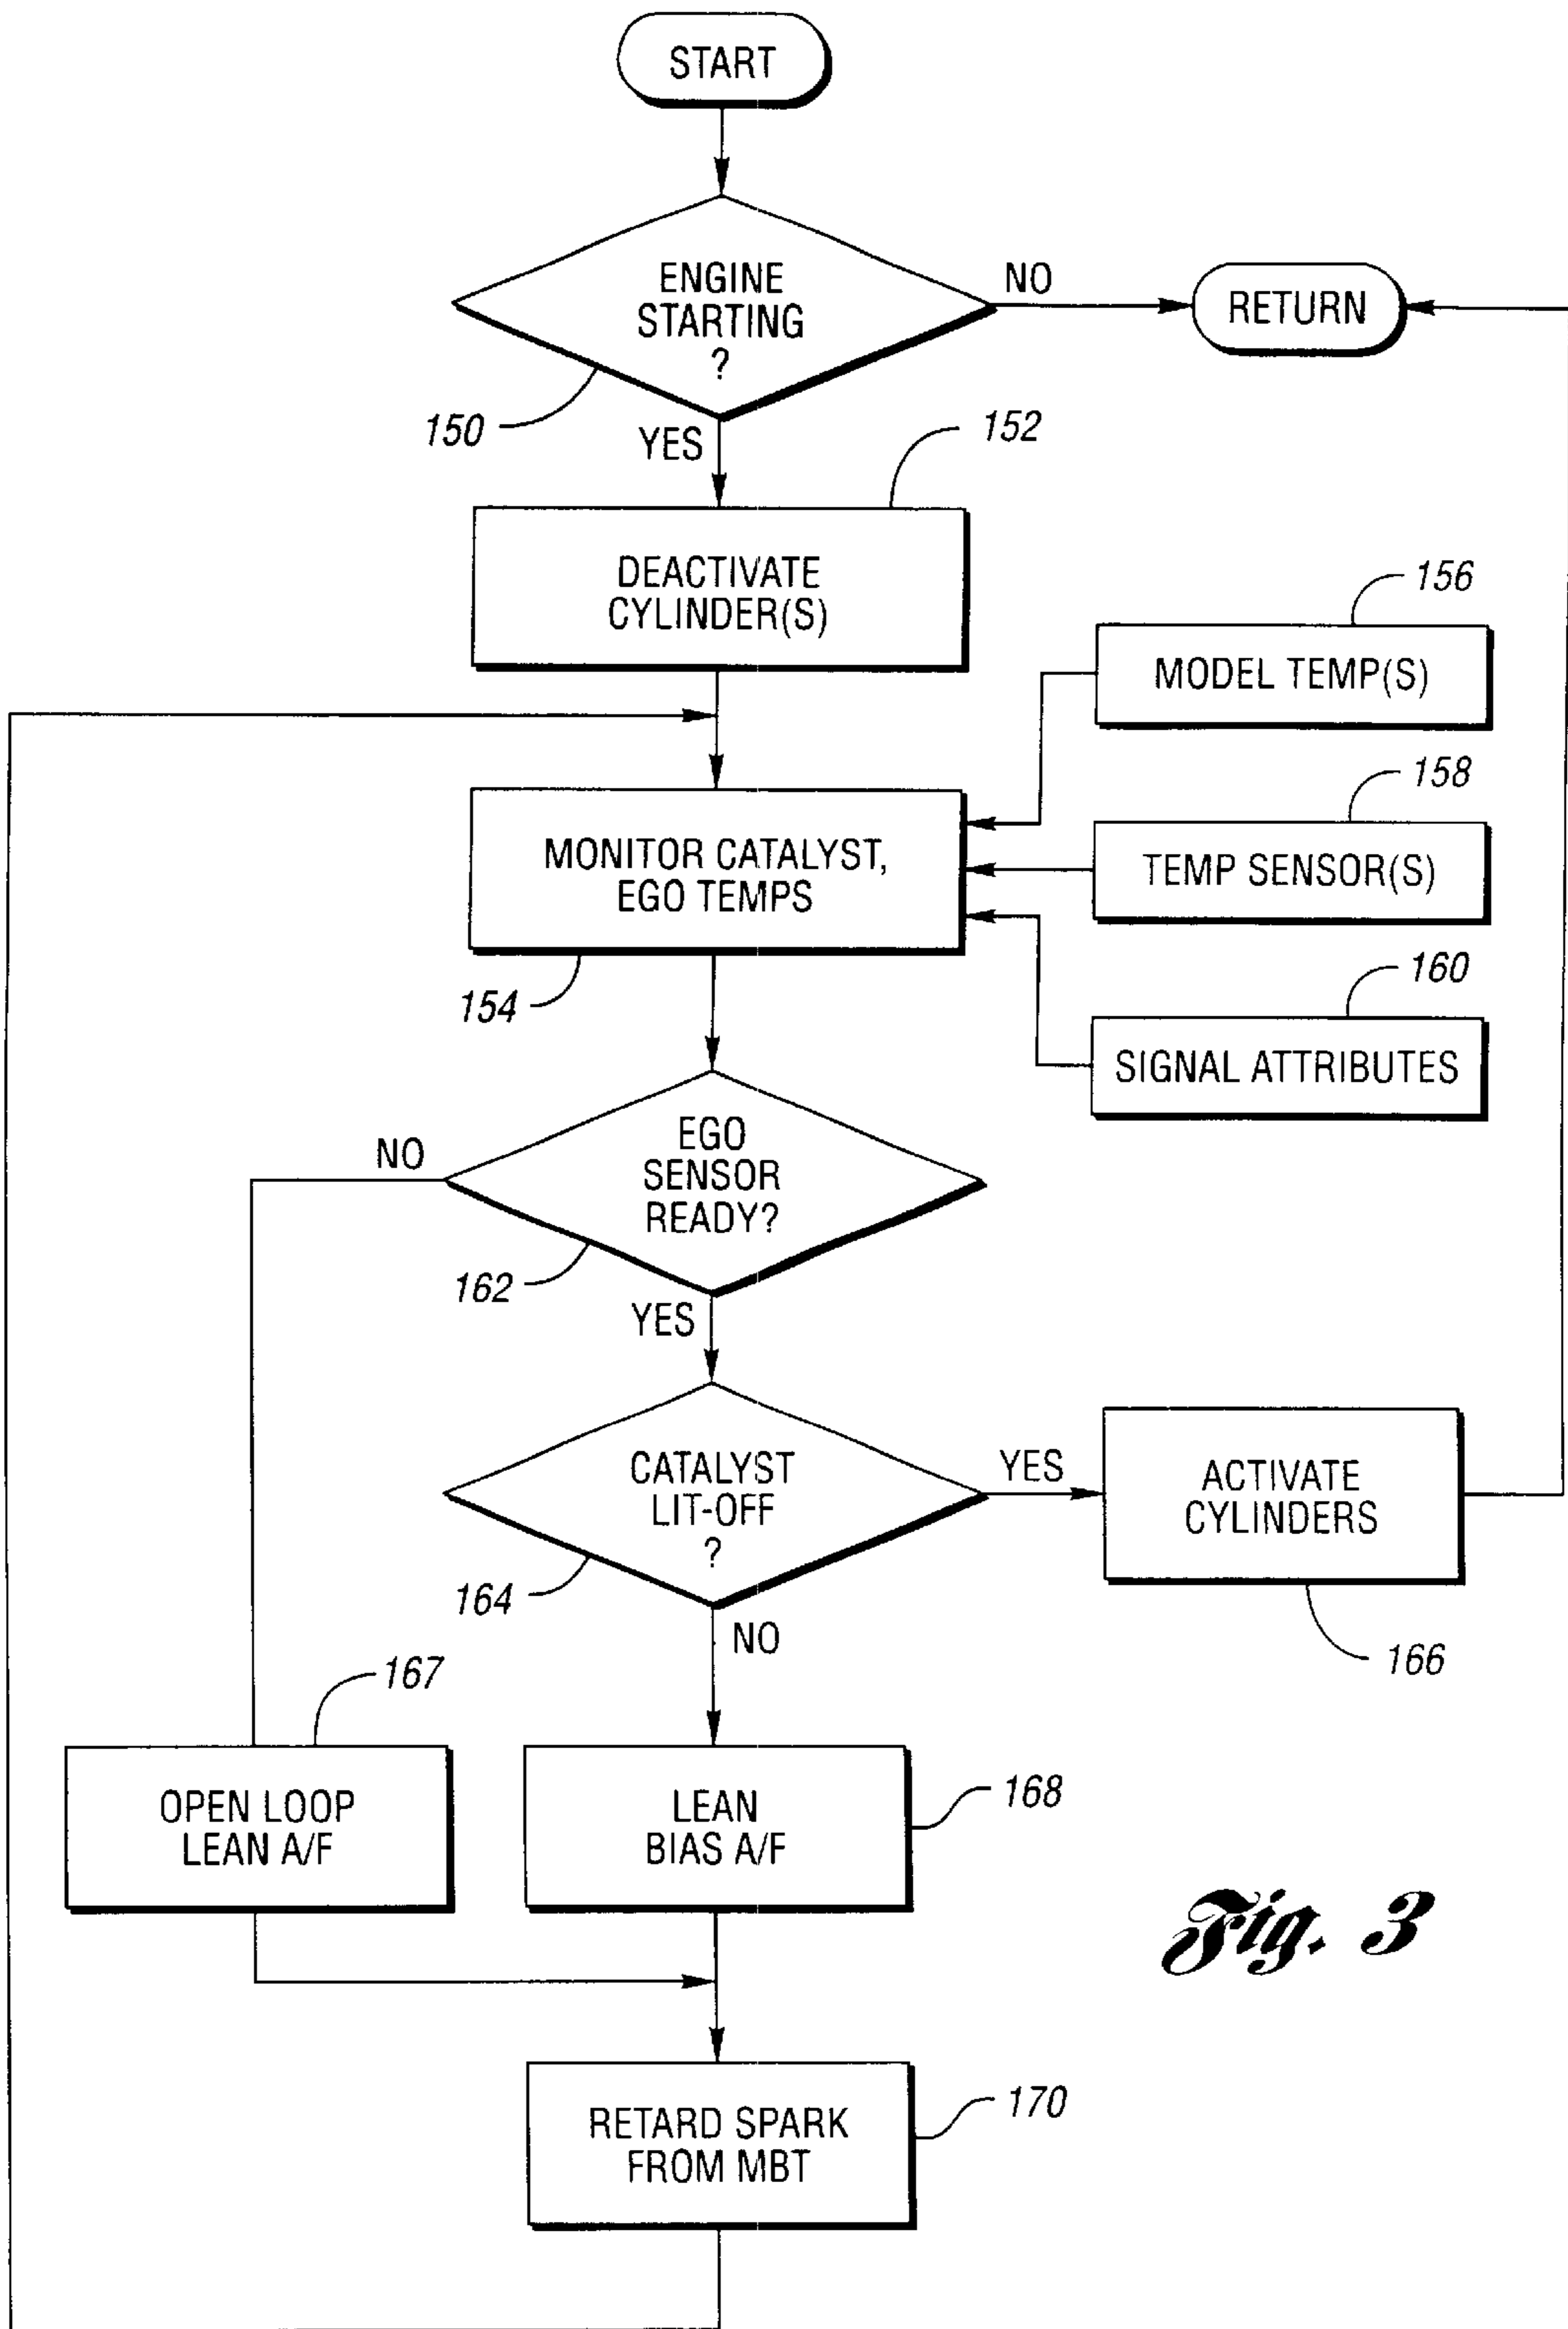 START
ENGINE
STARTING
?
NO
RETURN
150
YES
152
DEACTIVATE
CYLINDER(S)
156
MODEL TEMP(S)
158
MONITOR CATALYST,
EGO TEMPS
TEMP SENSOR(S)
154
160
SIGNAL ATTRIBUTES
NO
EGO
SENSOR
READY?
162
YES
CATALYST
LIT-OFF
?
YES
ACTIVATE
CYLINDERS
164
NO
166
167
OPEN LOOP
LEAN A/F
LEAN
BIAS A/F
168
Fig. 3
RETARD SPARK
FROM MBT
170